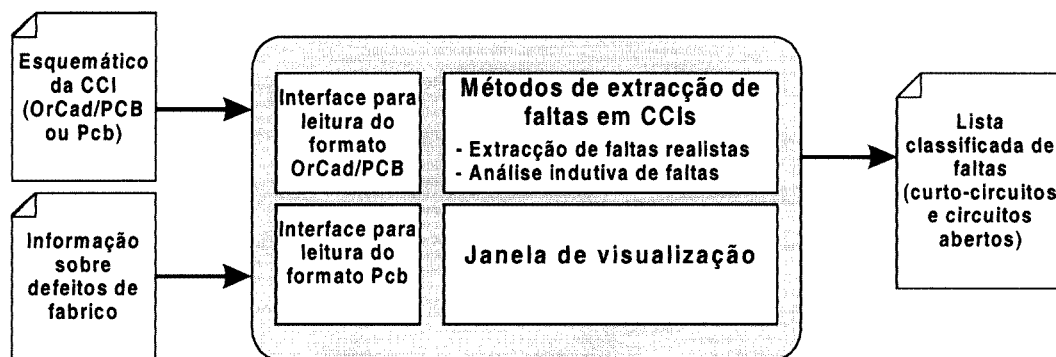 Esquemático
da CCI
(OrCad/PCB
ou Pcb)
Informação
sobre
defeitos de
fabrico
Interface para
leitura do
formato
OrCad/PCB
Métodos de extracção de
faltas em CCIs
- Extracção de faltas realistas
- Análise indutiva de faltas
Interface para
leitura do
formato Pcb
Janela de visualização
Lista
classificada de
faltas
(curto-circuitos
e circuitos
abertos)